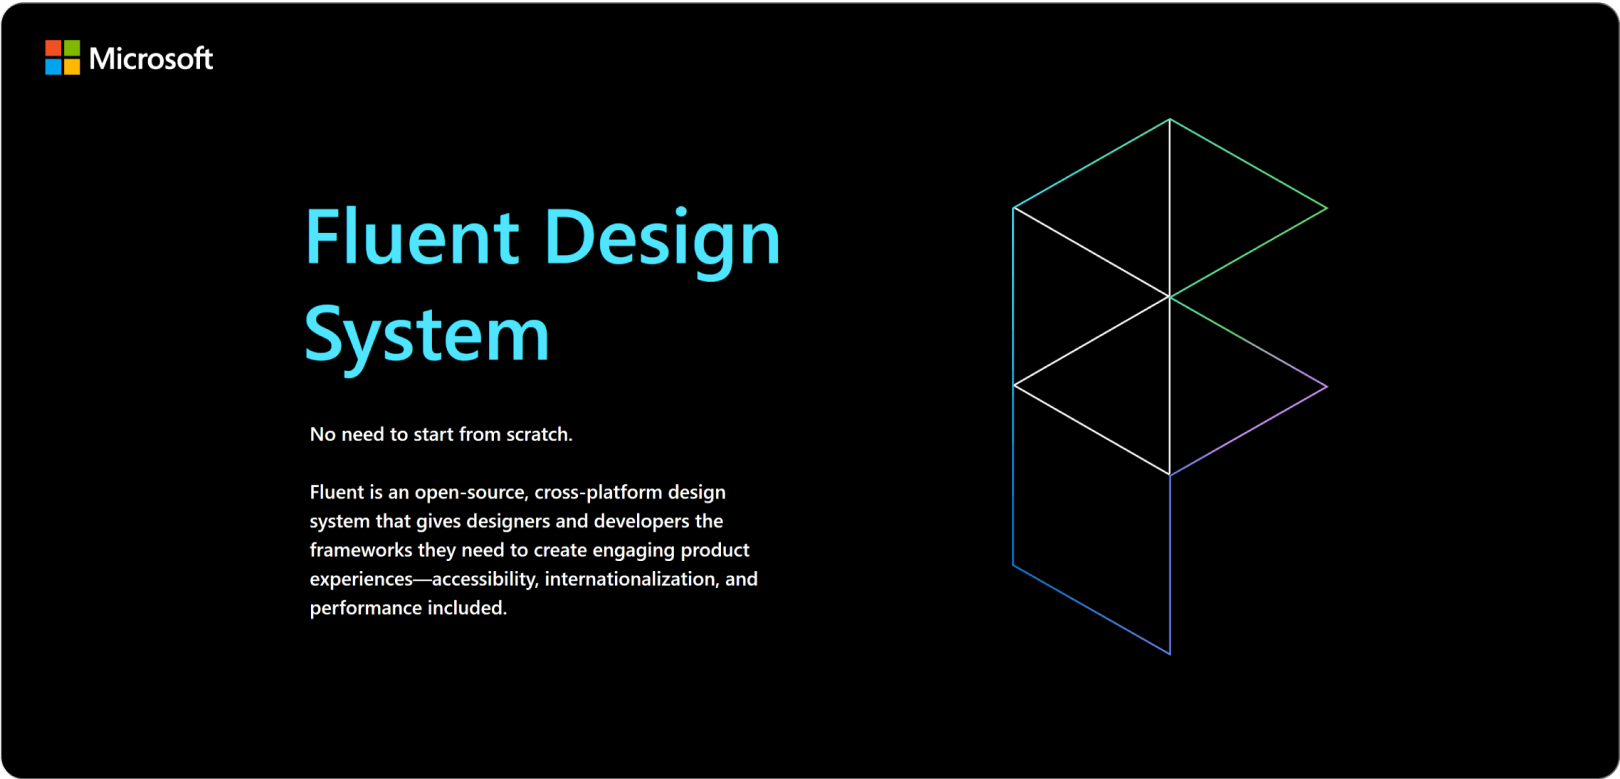 Microsoft
Fluent Design
System
No need to start from scratch.
Fluent is an open-source, cross-platform design
system that gives designers and developers the
frameworks they need to create engaging product
experiences—accessibility, internationalization, and
performance included.